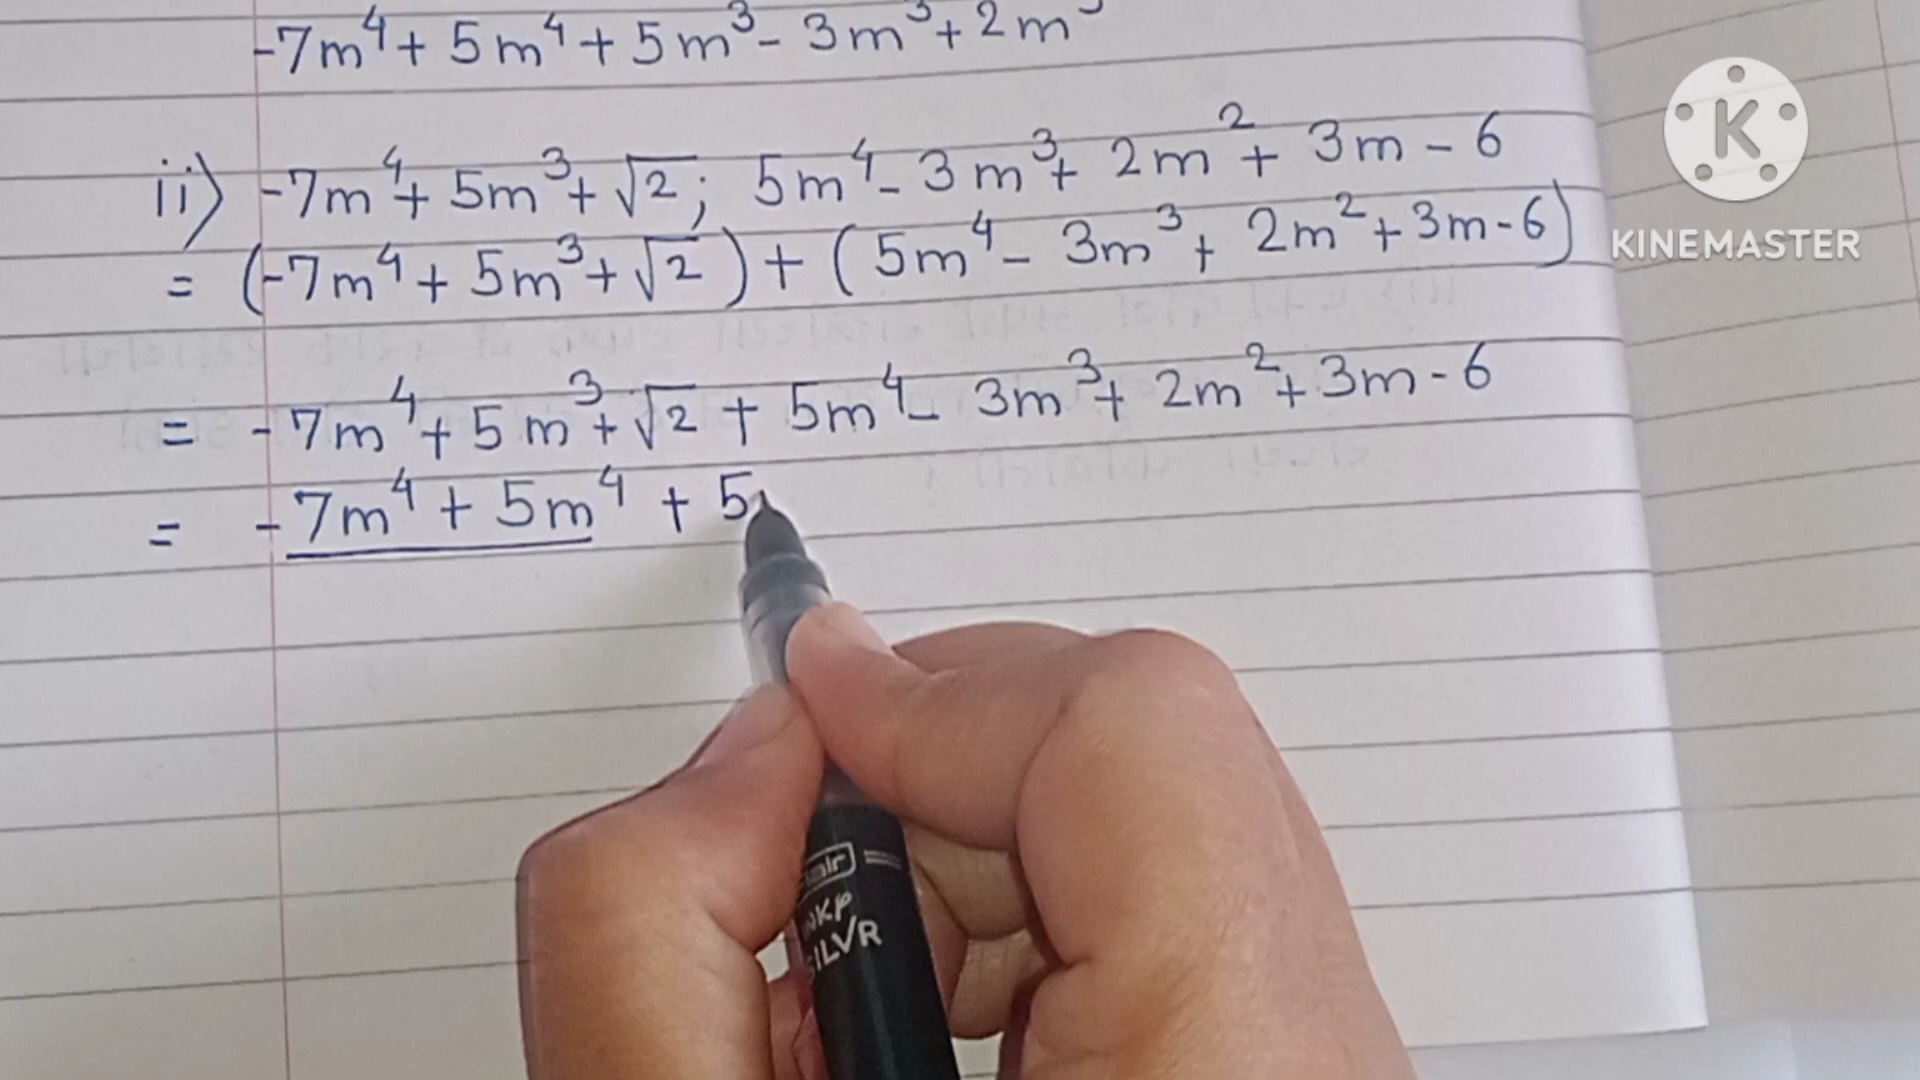 -7m⁴ + 5m⁴ + 5m³ - 3m³ + 2m
ii) -7m⁴ + 5m³ + √2; 5m⁴ - 3m³ + 2m² + 3m - 6
= (-7m⁴ + 5m³ + √2) + (5m⁴ - 3m³ + 2m² + 3m - 6)
= -7m⁴ + 5m³ + √2 + 5m⁴ - 3m³ + 2m² + 3m - 6
= -7m⁴ + 5m⁴ + 5
K
KINEMASTER
SILVR